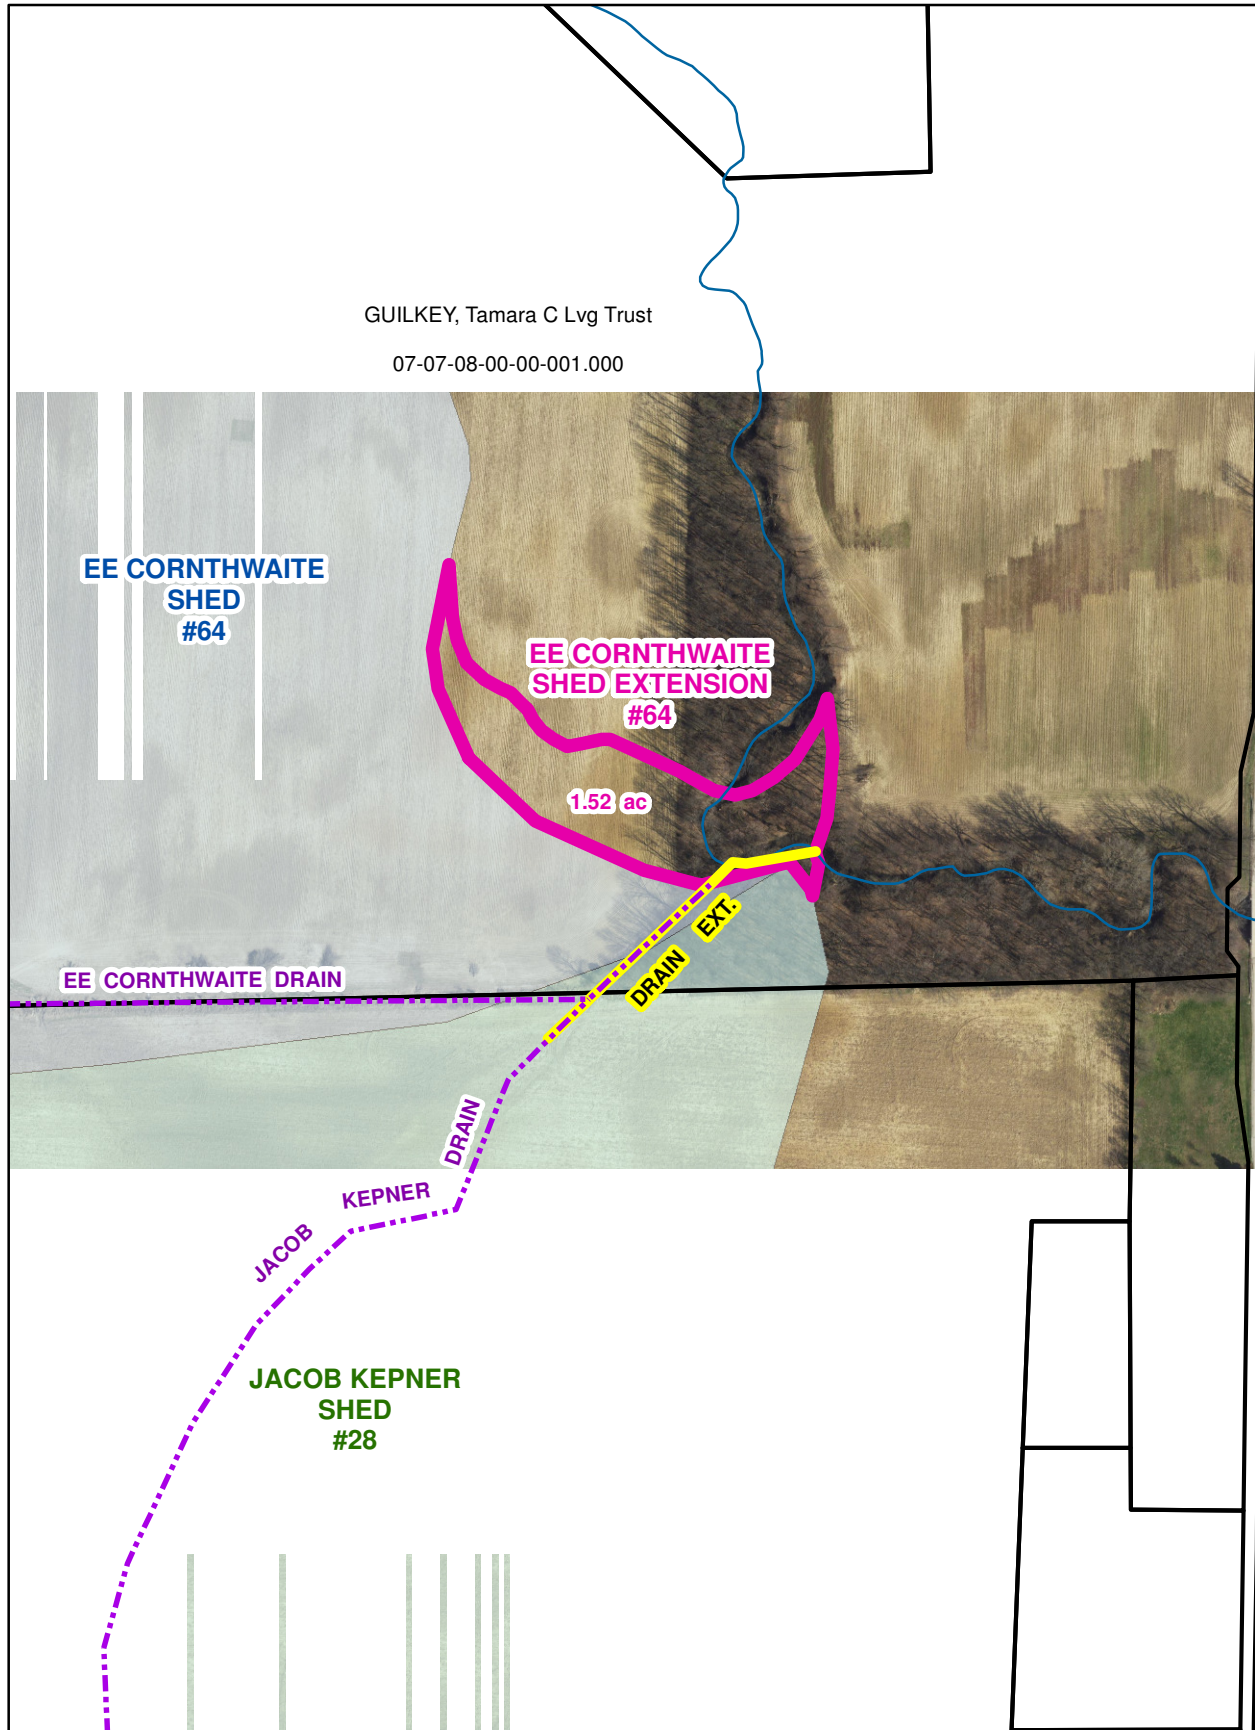 GUILKEY, Tamara C Lvg Trust
07-07-08-00-00-001.000
EE CORNTHWAITE
SHED
#64
EE CORNTHWAITE
SHED EXTENSION
#64
1.52 ac
DRAIN EXT.
EE CORNTHWAITE DRAIN
JACOB KEPNER DRAIN
JACOB KEPNER
SHED
#28